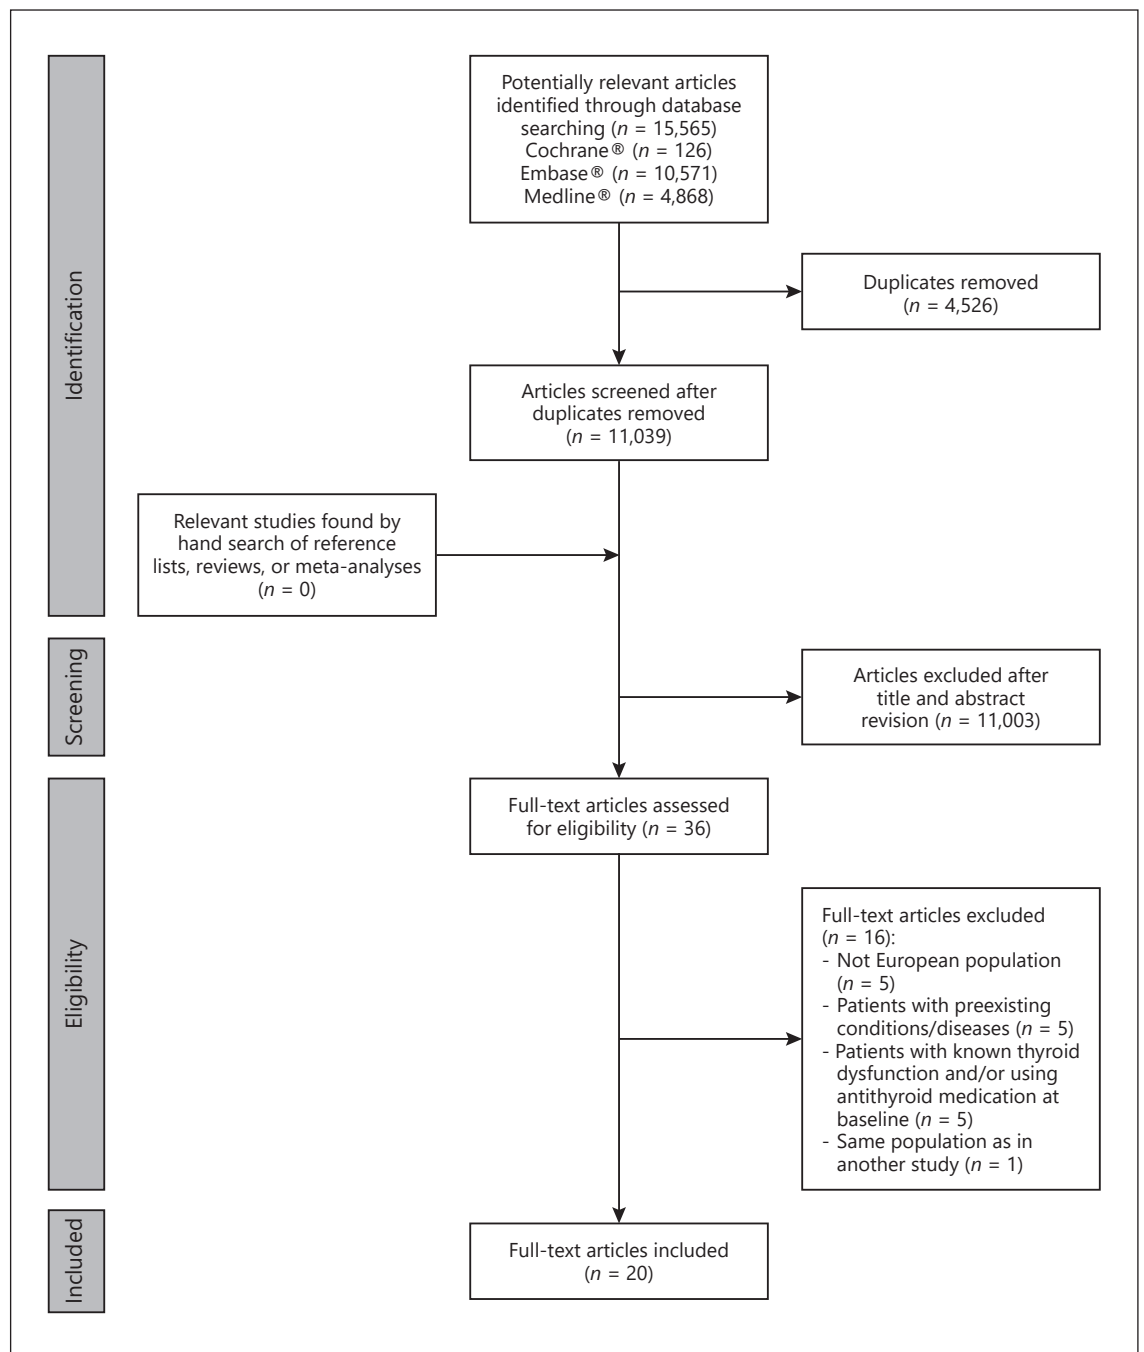 Identification
Potentially relevant articles
identified through database
searching (n = 15,565)
Cochrane® (n = 126)
Embase® (n = 10,571)
Medline® (n = 4,868)
Duplicates removed
(n = 4,526)
Articles screened after
duplicates removed
(n = 11,039)
Relevant studies found by
hand search of reference
lists, reviews, or meta-analyses
(n = 0)
Screening
Articles excluded after
title and abstract
revision (n = 11,003)
Eligibility
Full-text articles assessed
for eligibility (n = 36)
Full-text articles excluded
(n = 16):
- Not European population
(n = 5)
- Patients with preexisting
conditions/diseases (n = 5)
- Patients with known thyroid
dysfunction and/or using
antithyroid medication at
baseline (n = 5)
- Same population as in
another study (n = 1)
Included
Full-text articles included
(n = 20)